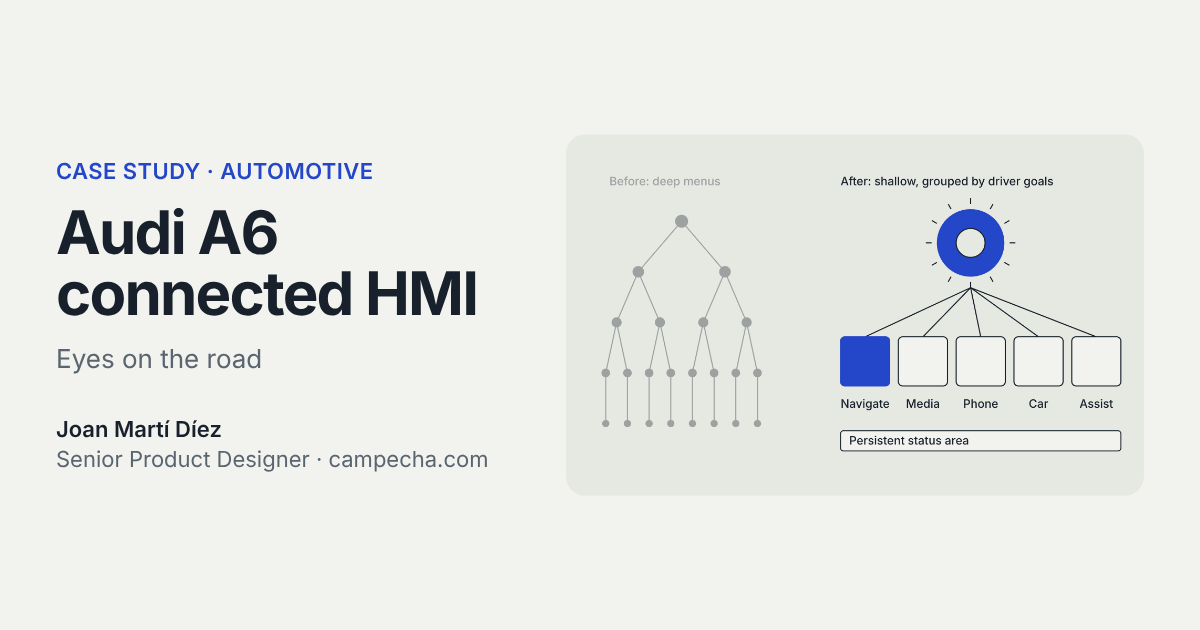 CASE STUDY · AUTOMOTIVE
Audi A6
connected HMI
Eyes on the road
Joan Martí Díez
Senior Product Designer · campecha.com
Before: deep menus
After: shallow, grouped by driver goals
Navigate Media Phone Car Assist
Persistent status area